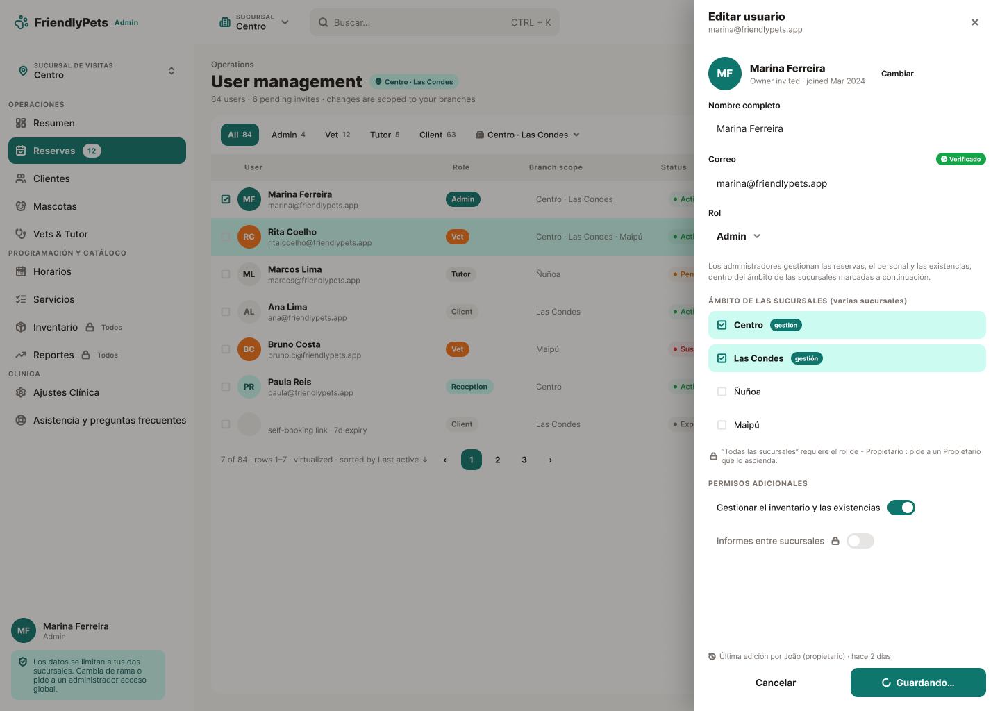 FriendlyPets Admin
SUCURSAL
Centro
Buscar...
CTRL + K
SUCURSAL DE VISITAS
Centro
OPERACIONES
Resumen
Reservas 12
Clientes
Mascotas
Vets & Tutor
PROGRAMACIÓN Y CATÁLOGO
Horarios
Servicios
Inventario Todos
Reportes Todos
CLINICA
Ajustes Clínica
Asistencia y preguntas frecuentes
MF
Marina Ferreira
Admin
Los datos se limitan a tus dos
sucursales. Cambia de rama o
pide a un administrador acceso
global.
Operations
User management Centro · Las Condes
84 users · 6 pending invites · changes are scoped to your branches
All 84 Admin 4 Vet 12 Tutor 5 Client 63 Centro · Las Condes
User Role Branch scope Status
MF Marina Ferreira Admin Centro · Las Condes Acti
marina@friendlypets.app
RC Rita Coelho Vet Centro · Las Condes · Maipú Acti
rita.coelho@friendlypets.app
ML Marcos Lima Tutor Ñuñoa Pen
marcos@friendlypets.app
AL Ana Lima Client Las Condes Acti
ana@friendlypets.app
BC Bruno Costa Vet Maipú Sus
bruno.c@friendlypets.app
PR Paula Reis Reception Centro Acti
paula@friendlypets.app
Client Las Condes Expi
self-booking link · 7d expiry
7 of 84 · rows 1–7 · virtualized · sorted by Last active ↓ ‹ 1 2 3 ›
Editar usuario
marina@friendlypets.app
MF
Marina Ferreira
Owner invited · joined Mar 2024
Cambiar
Nombre completo
Marina Ferreira
Correo Verificado
marina@friendlypets.app
Rol
Admin
Los administradores gestionan las reservas, el personal y las existencias,
dentro del ámbito de las sucursales marcadas a continuación.
ÁMBITO DE LAS SUCURSALES (varias sucursales)
Centro gestión
Las Condes gestión
Ñuñoa
Maipú
“Todas las sucursales” requiere el rol de - Propietario : pide a un Propietario
que lo ascienda.
PERMISOS ADICIONALES
Gestionar el inventario y las existencias
Informes entre sucursales
Última edición por João (propietario) · hace 2 días
Cancelar
Guardando...